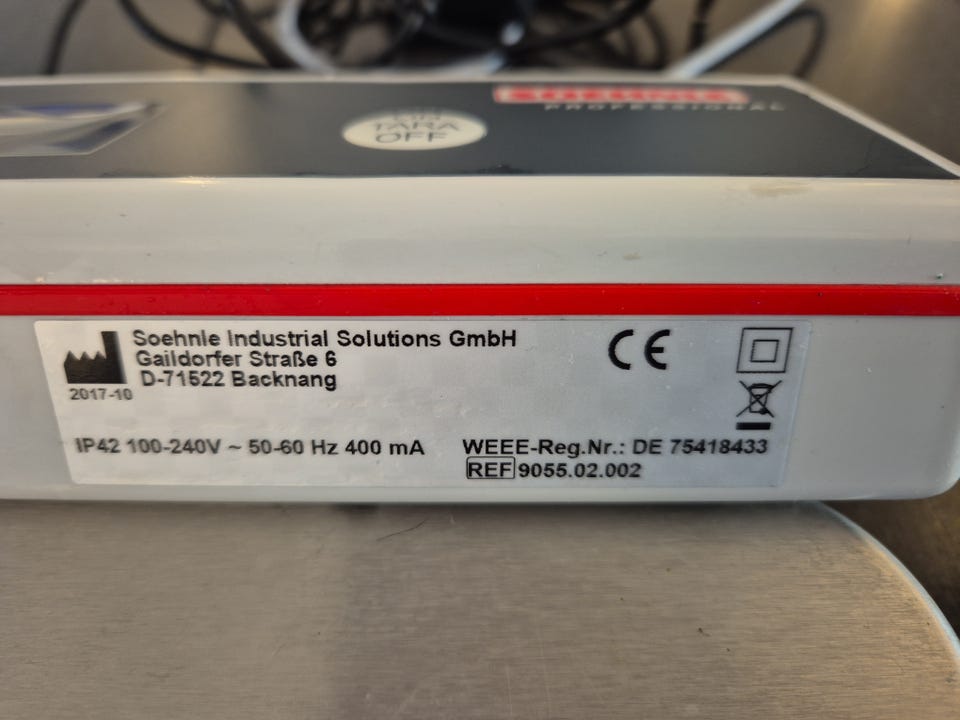 SOEHNLE
PROFESSIONAL
TARA
OFF
Soehnle Industrial Solutions GmbH
Gaildorfer Straße 6
D-71522 Backnang
2017-10
CE
IP42 100-240V ~ 50-60 Hz 400 mA
WEEE-Reg.Nr.: DE 75418433
REF 9055.02.002